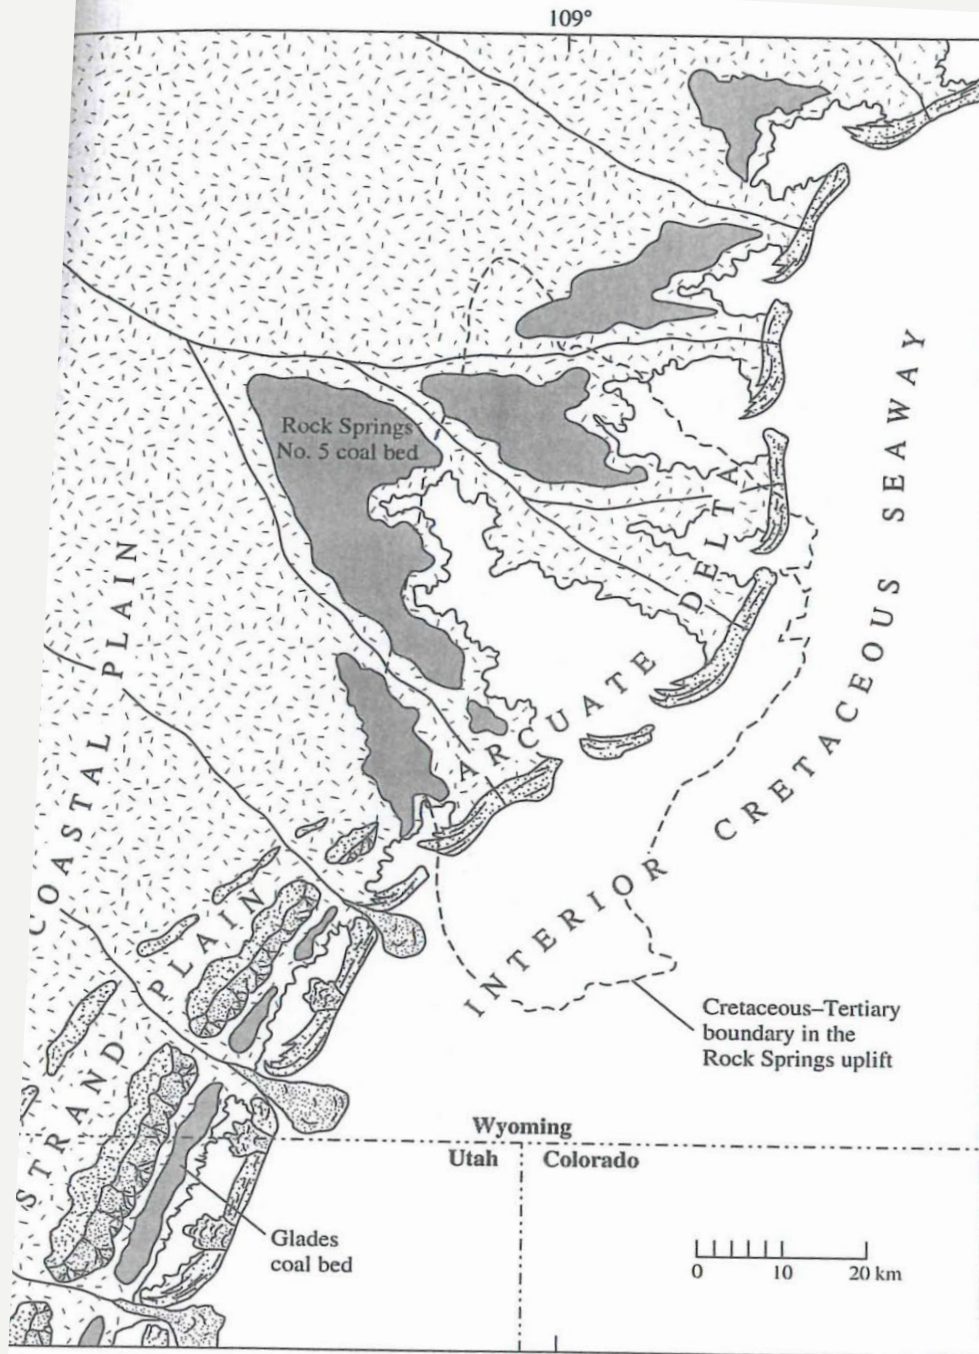 109°
Rock Springs
No. 5 coal bed
COASTAL PLAIN
ARCUATE DELTA
INTERIOR CRETACEOUS SEAWAY
STRAND PLAIN
Cretaceous–Tertiary
boundary in the
Rock Springs uplift
Wyoming
Utah
Colorado
Glades
coal bed
0 10 20 km